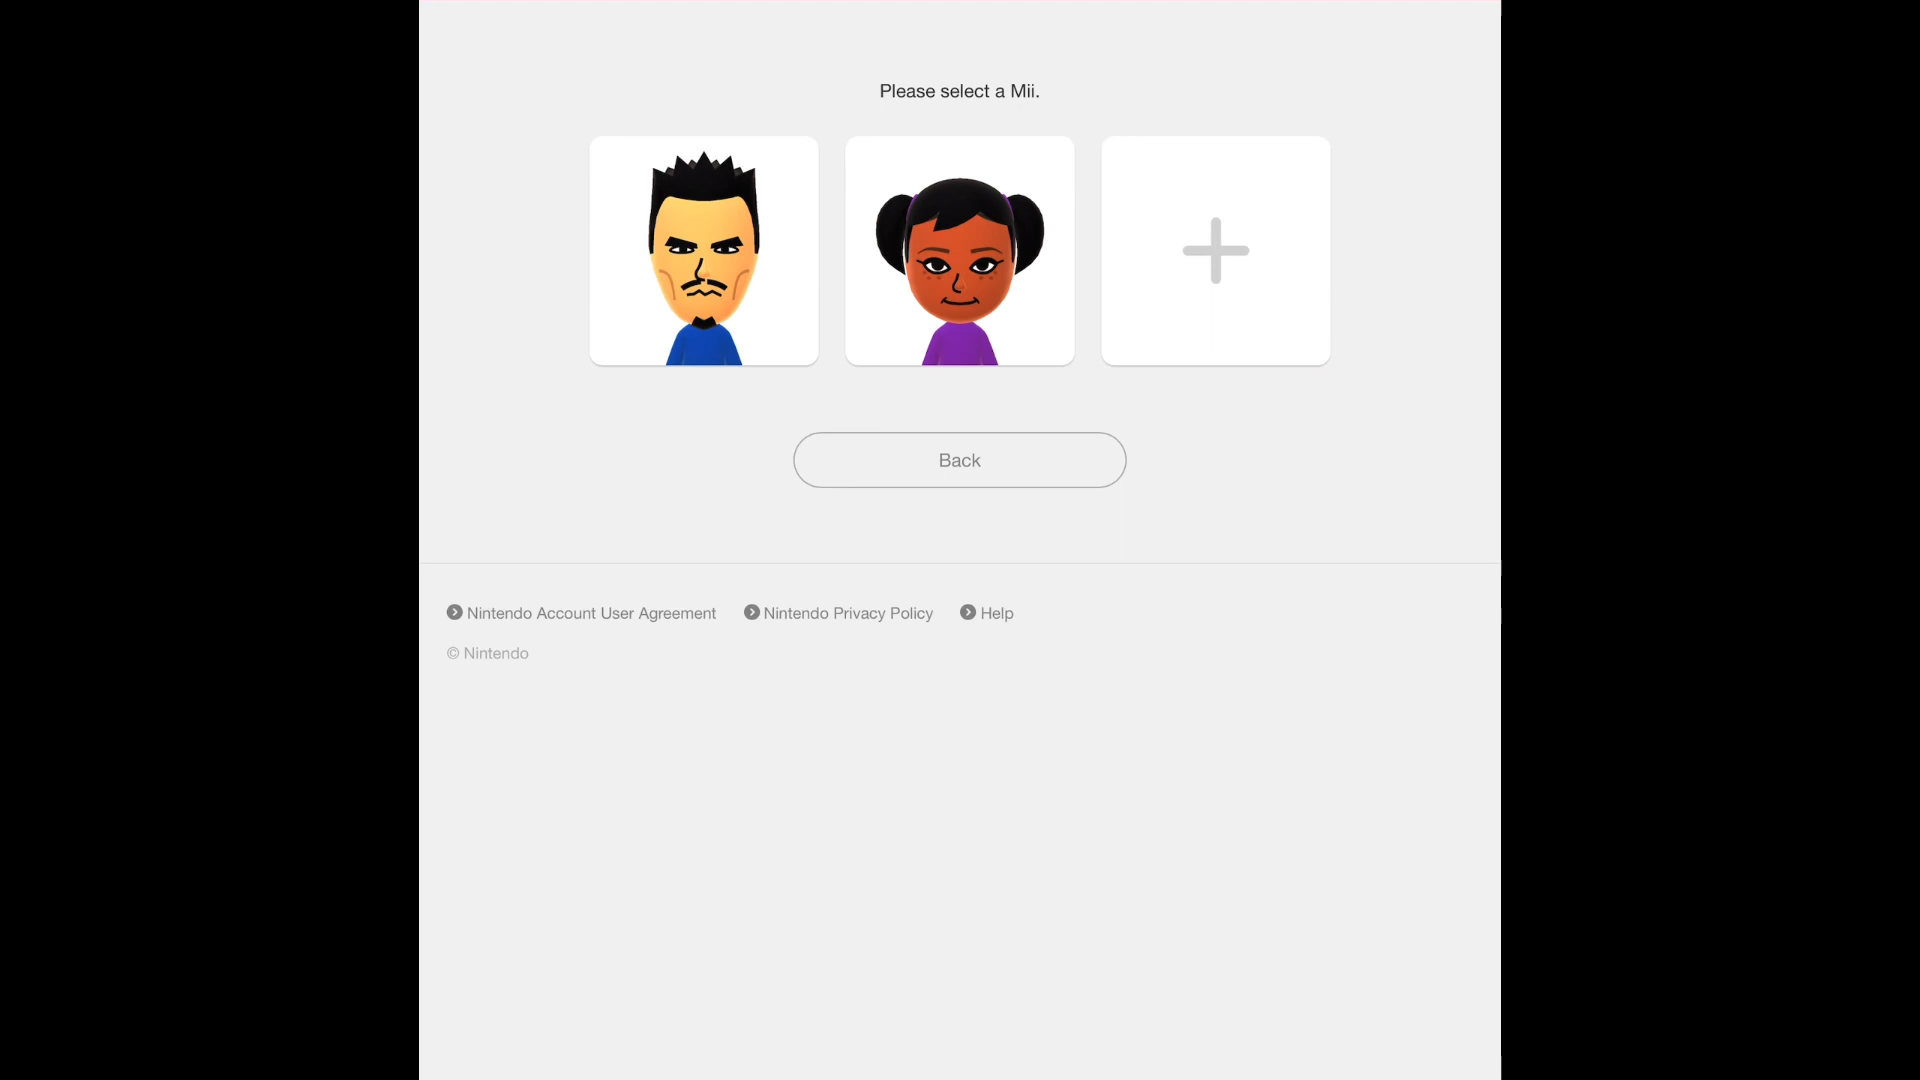 Please select a Mii.
Back
Nintendo Account User Agreement Nintendo Privacy Policy Help
© Nintendo